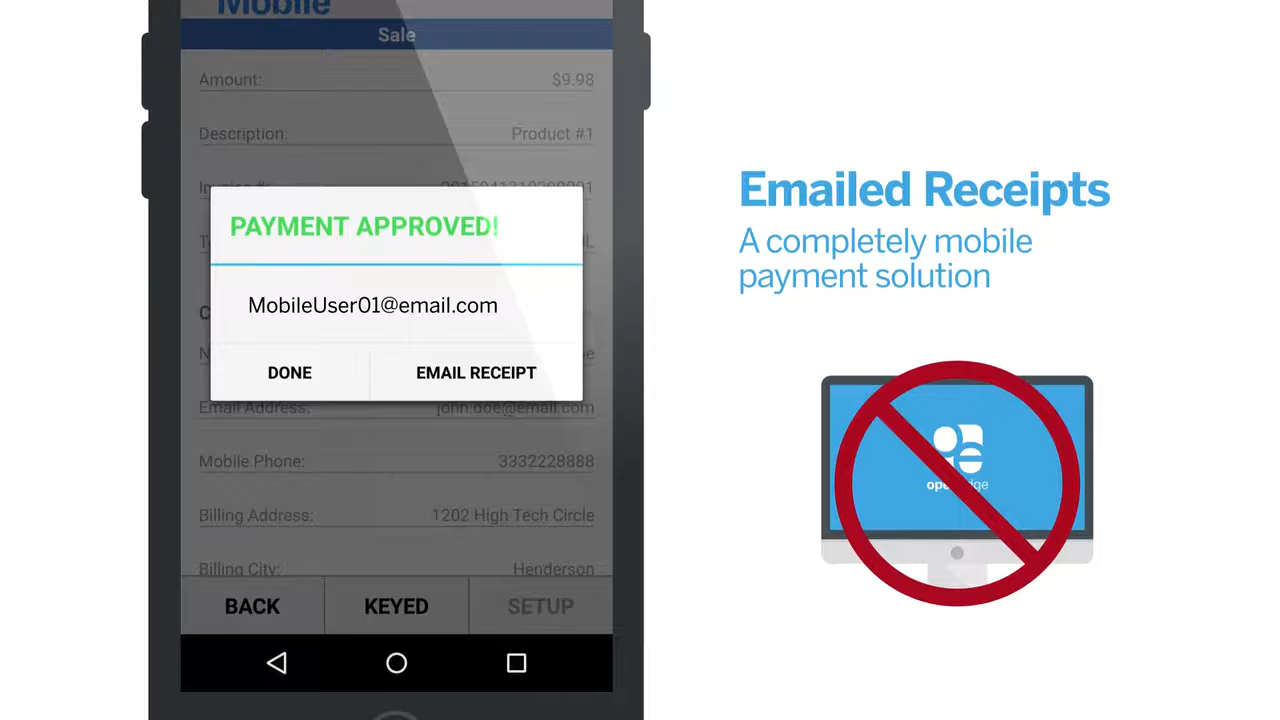 Mobile
Sale
Amount: $9.98
Description: Product #1
PAYMENT APPROVED!
MobileUser01@email.com
DONE EMAIL RECEIPT
Email Address: john.doe@email.com
Mobile Phone: 3332228888
Billing Address: 1202 High Tech Circle
Billing City: Henderson
BACK KEYED SETUP
Emailed Receipts
A completely mobile
payment solution